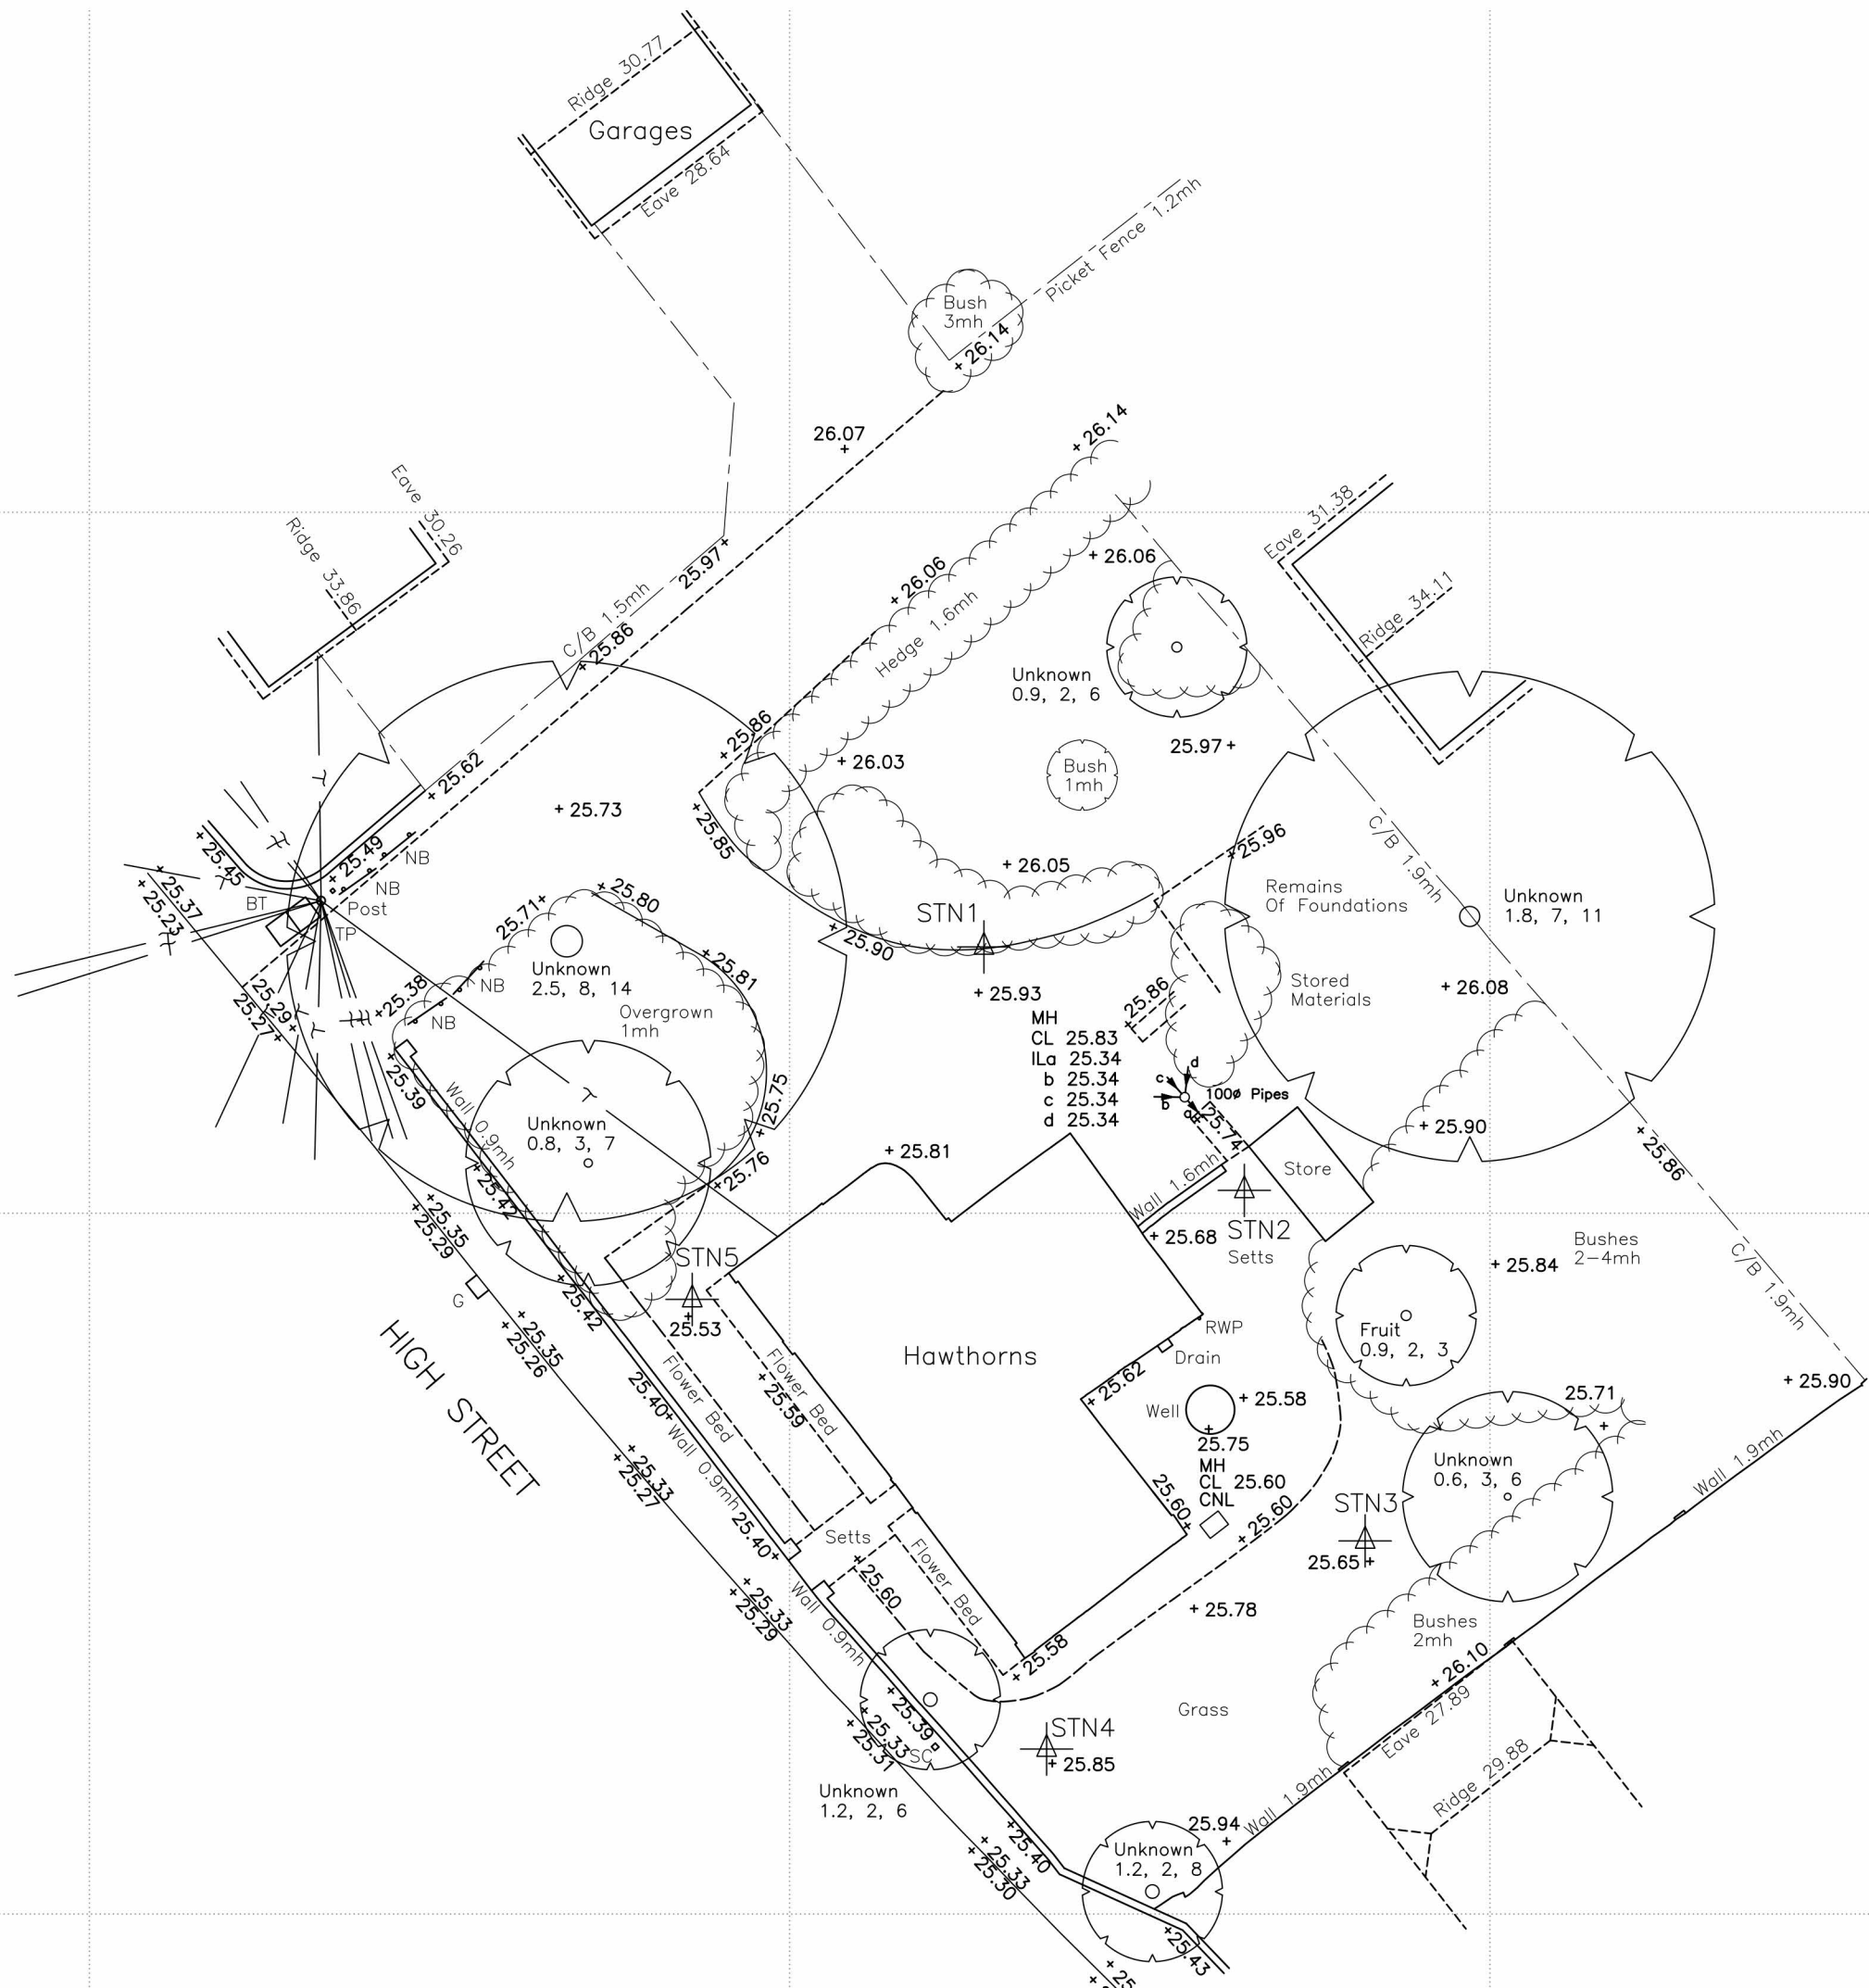 Ridge 30.77
Garages
Eave 28.64
Picket Fence 1.2mh
Bush
3mh
26.14
26.07
26.14
Eave 30.26
Ridge 33.86
25.97
C/B 1.5mh
25.86
26.06
Hedge 1.6mh
26.06
Eave 31.38
Ridge 34.11
Unknown
0.9, 2, 6
25.86
26.03
25.97
Bush
1mh
25.62
25.73
25.85
C/B 1.9mh
25.49
25.45
NB
NB
25.37
25.23
BT
Post
TP
26.05
25.96
Remains
Of Foundations
Unknown
1.8, 7, 11
25.80
25.71
STN1
25.90
25.81
Unknown
2.5, 8, 14
NB
25.38
NB
Overgrown
1mh
25.29
25.27
25.93
25.86
Stored
Materials
26.08
MH
CL 25.83
ILa 25.34
b 25.34
c 25.34
d 25.34
d
c
b
a
100ø Pipes
25.74
25.39
Wall 0.9mh
Unknown
0.8, 3, 7
25.75
25.76
25.81
25.90
25.86
Store
Wall 1.6mh
25.68
STN2
Setts
25.42
25.35
25.29
G
STN5
25.53
25.42
25.84
Bushes
2-4mh
C/B 1.9mh
Fruit
0.9, 2, 3
RWP
Drain
Hawthorns
25.35
25.26
HIGH STREET
Flower Bed
Flower Bed
25.59
25.62
Well
25.58
25.75
MH
CL 25.60
CNL
25.60
25.60
25.90
25.71
Unknown
0.6, 3, 6
Wall 1.9mh
25.40
Wall 0.9mh
25.33
25.27
25.40
Setts
STN3
25.65
25.60
Flower Bed
25.33
25.29
Wall 0.9mh
25.58
25.78
Bushes
2mh
26.10
Eave 27.89
Grass
25.39
25.33
25.31
SC
STN4
25.85
Wall 1.9mh
Ridge 29.88
Unknown
1.2, 2, 6
25.94
25.40
25.33
25.30
Unknown
1.2, 2, 8
25.43